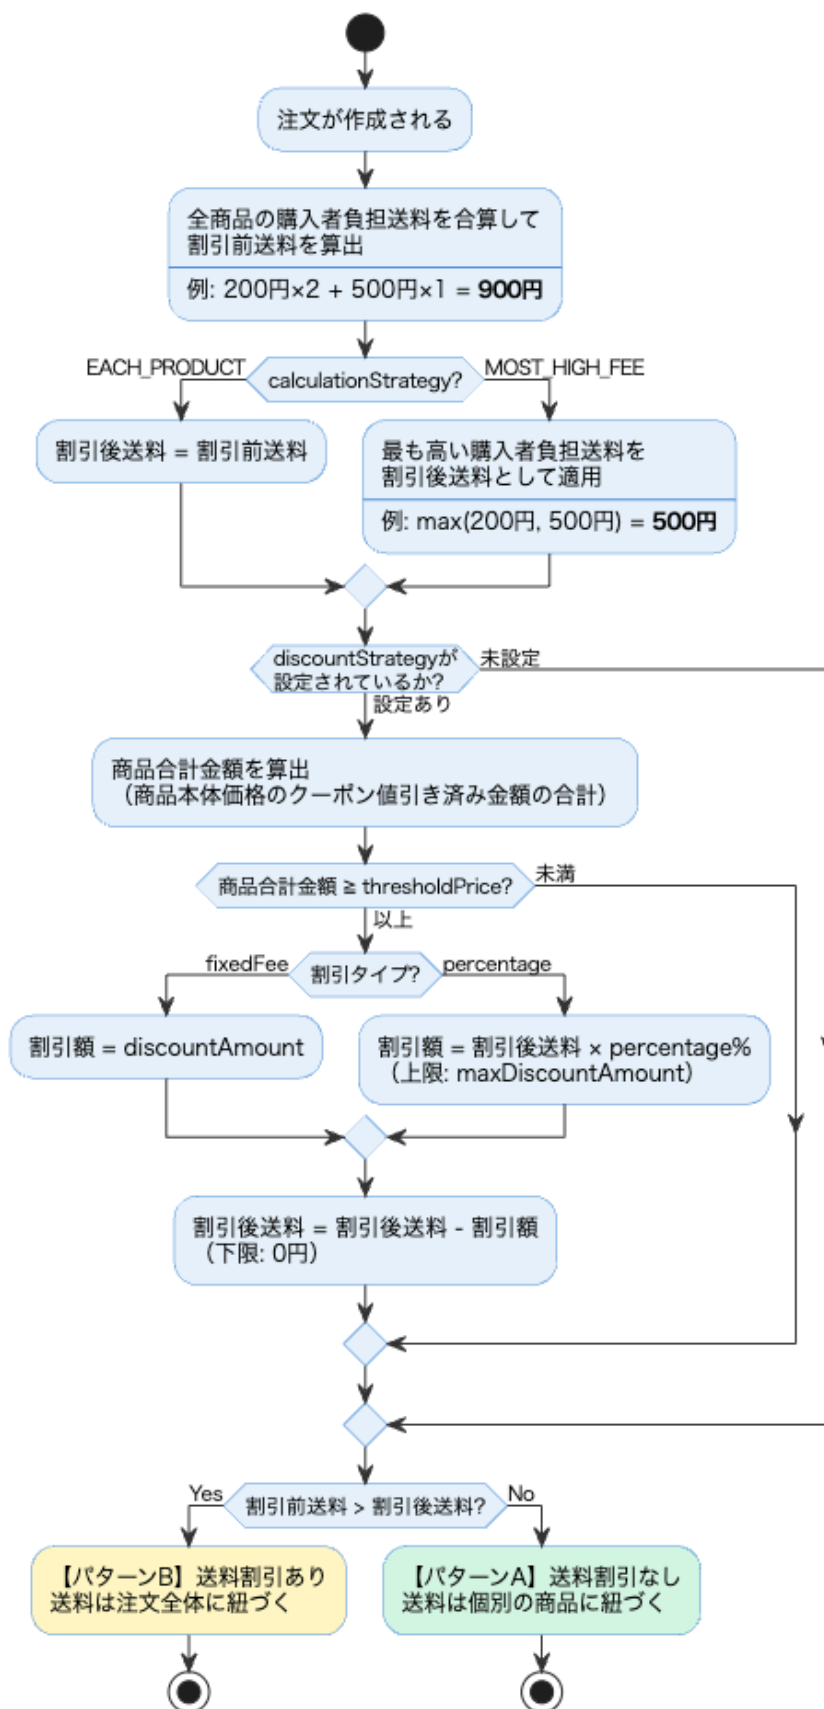 注文が作成される
全商品の購入者負担送料を合算して
割引前送料を算出
例: 200円×2 + 500円×1 = 900円
EACH_PRODUCT
calculationStrategy?
MOST_HIGH_FEE
割引後送料 = 割引前送料
最も高い購入者負担送料を
割引後送料として適用
例: max(200円, 500円) = 500円
discountStrategyが
設定されているか?
未設定
設定あり
商品合計金額を算出
（商品本体価格のクーポン値引き済み金額の合計）
商品合計金額 ≧ thresholdPrice?
未満
以上
fixedFee
割引タイプ?
percentage
割引額 = discountAmount
割引額 = 割引後送料 × percentage%
（上限: maxDiscountAmount）
割引後送料 = 割引後送料 - 割引額
（下限: 0円）
Yes
割引前送料 > 割引後送料?
No
【パターンB】送料割引あり
送料は注文全体に紐づく
【パターンA】送料割引なし
送料は個別の商品に紐づく